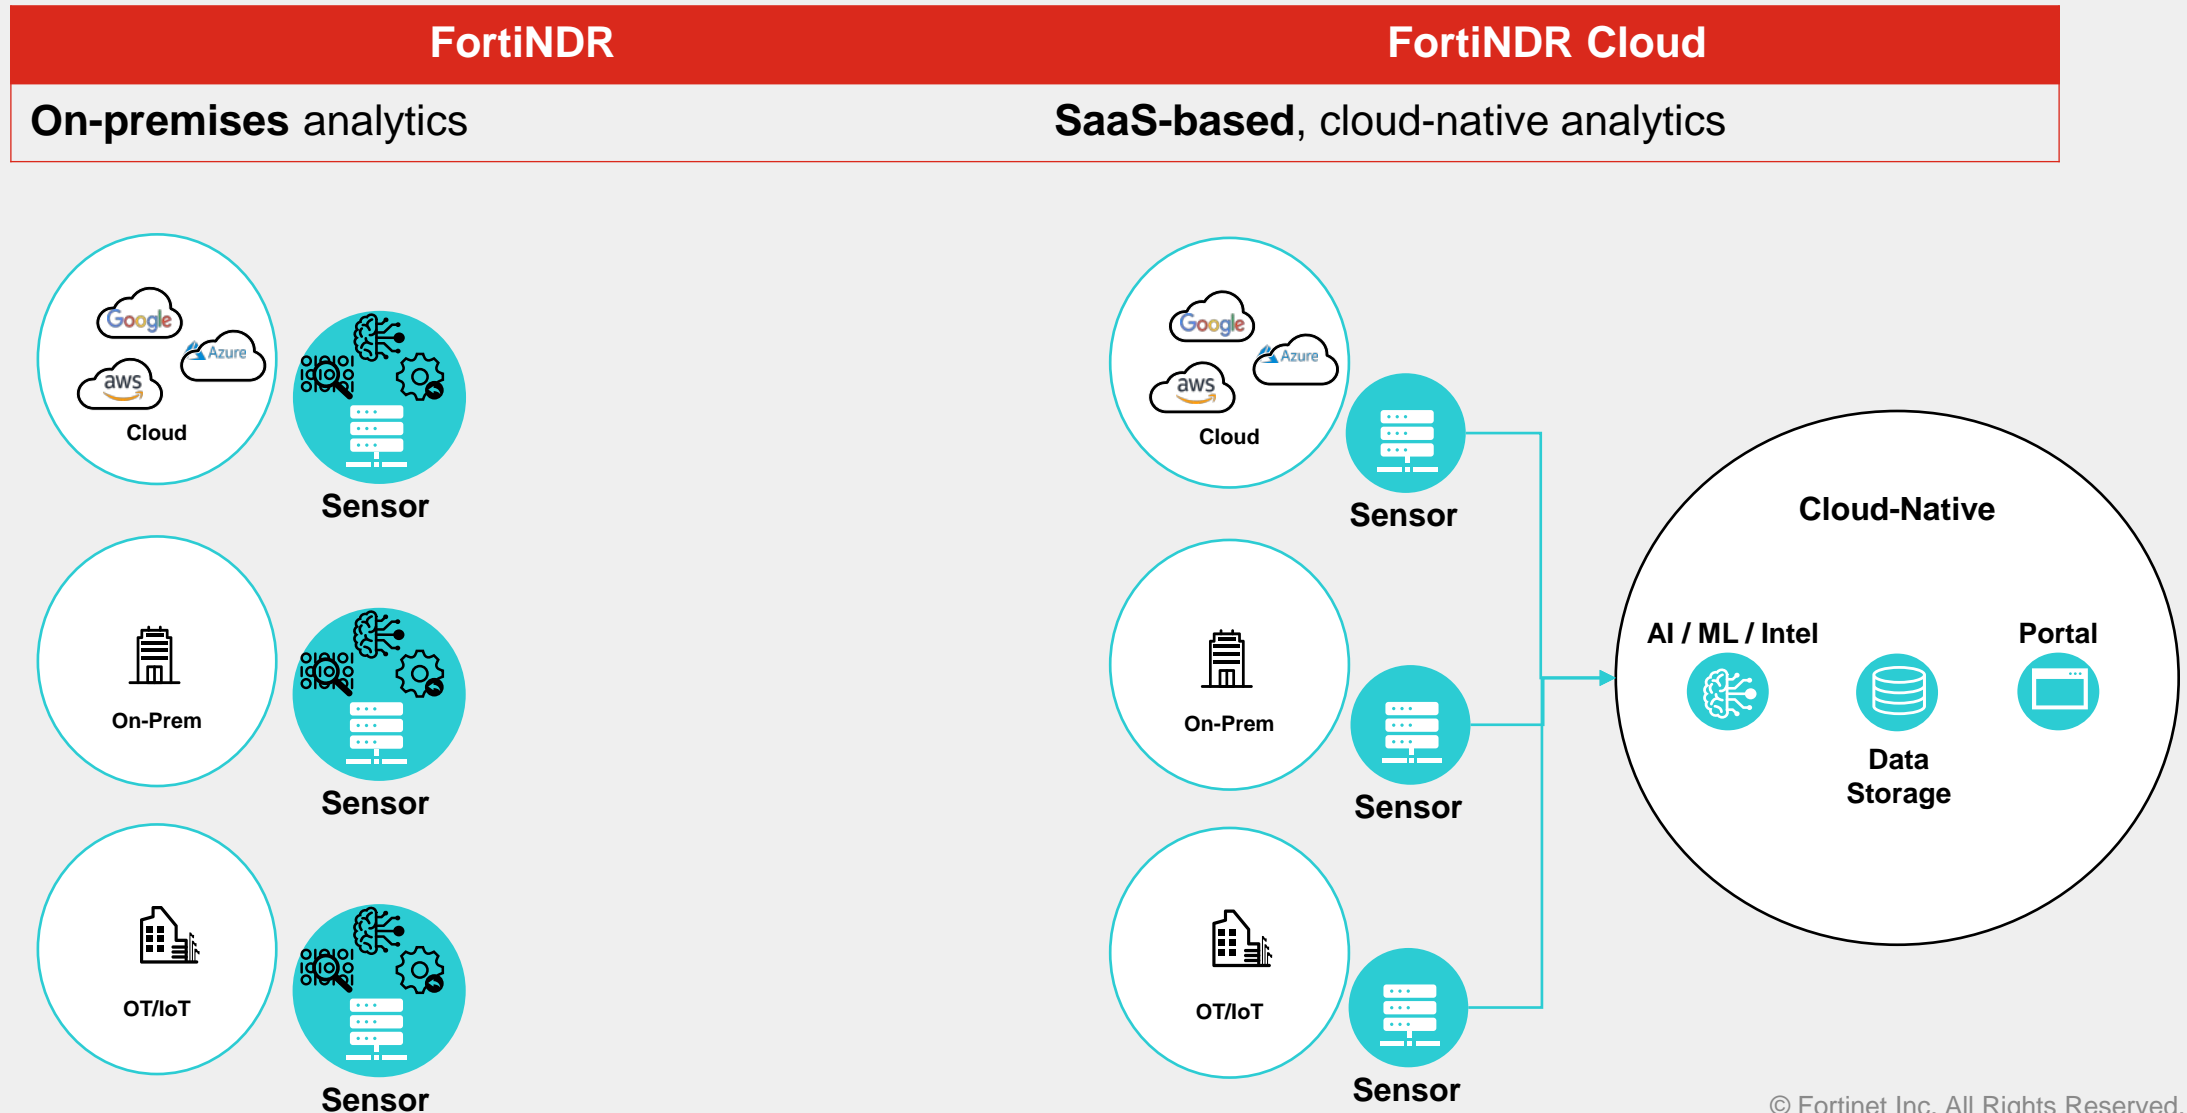 FortiNDR
FortiNDR Cloud
On-premises analytics
SaaS-based, cloud-native analytics
Google
Azure
aws
Cloud
Sensor
On-Prem
Sensor
OT/IoT
Sensor
Google
Azure
aws
Cloud
Sensor
On-Prem
Sensor
OT/IoT
Sensor
Cloud-Native
AI / ML / Intel
Portal
Data
Storage
© Fortinet Inc. All Rights Reserved.